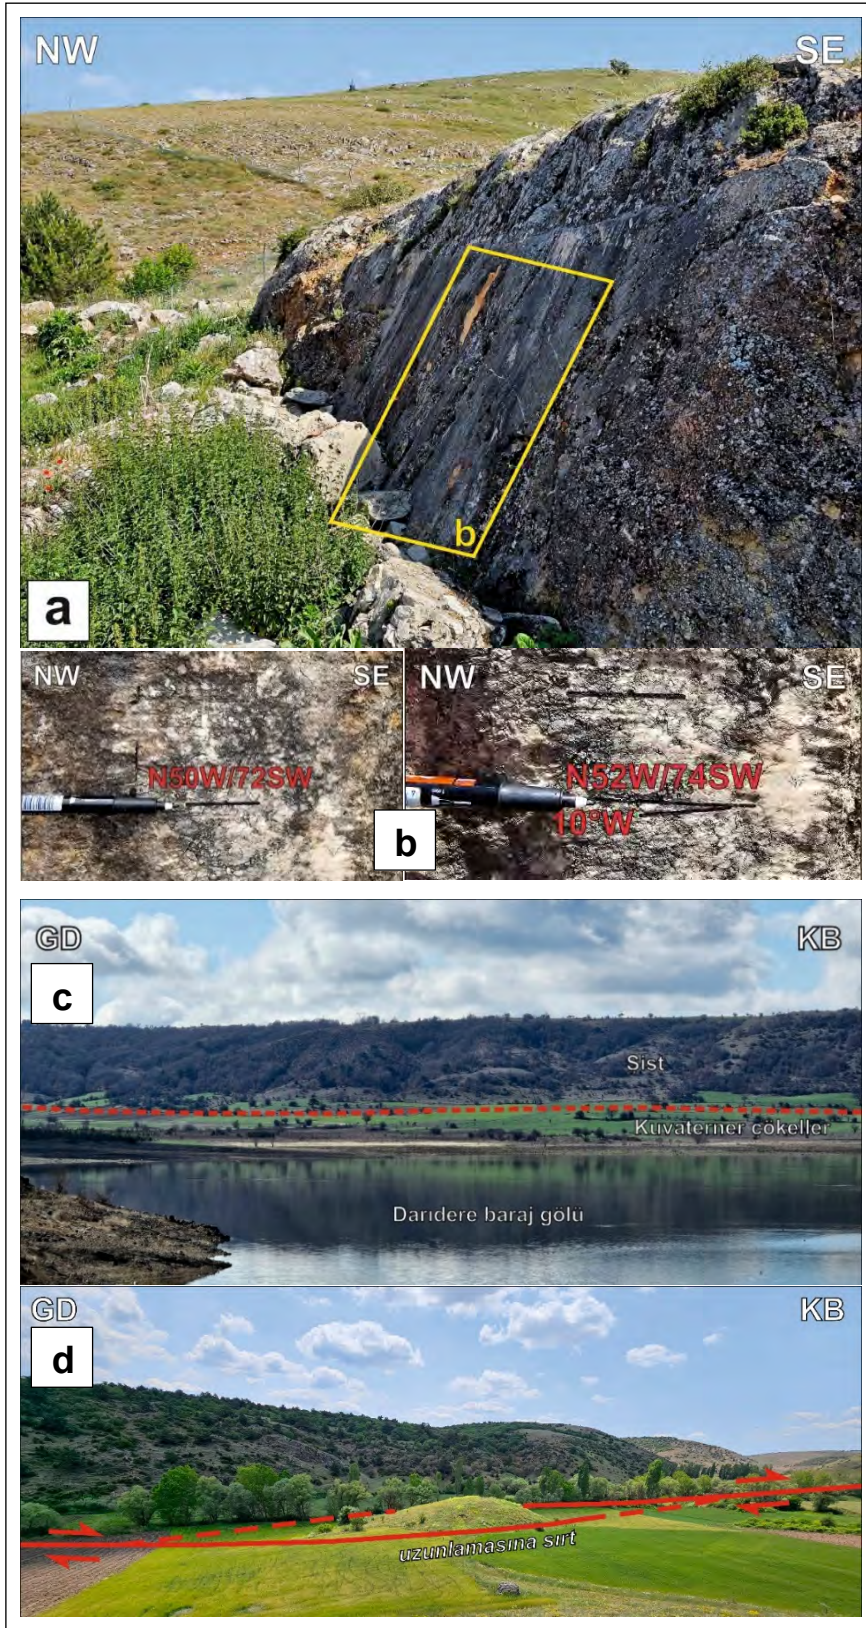 NW SE
b
a
NW SE
N50W/72SW
NW SE
N52W/74SW
10°W
b
GD KB
c
Şist
Kuvaterner çökeller
Darıdere baraj gölü
GD KB
d
uzunlamasına sırt